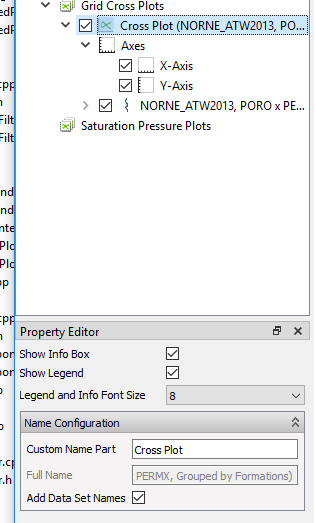 Grid Cross Plots
Cross Plot (NORNE_ATW2013, PO...
Axes
X-Axis
Y-Axis
NORNE_ATW2013, PORO x PE...
Saturation Pressure Plots
Property Editor
Show Info Box
Show Legend
Legend and Info Font Size
8
Name Configuration
Custom Name Part
Cross Plot
Full Name
PERMX, Grouped by Formations)
Add Data Set Names